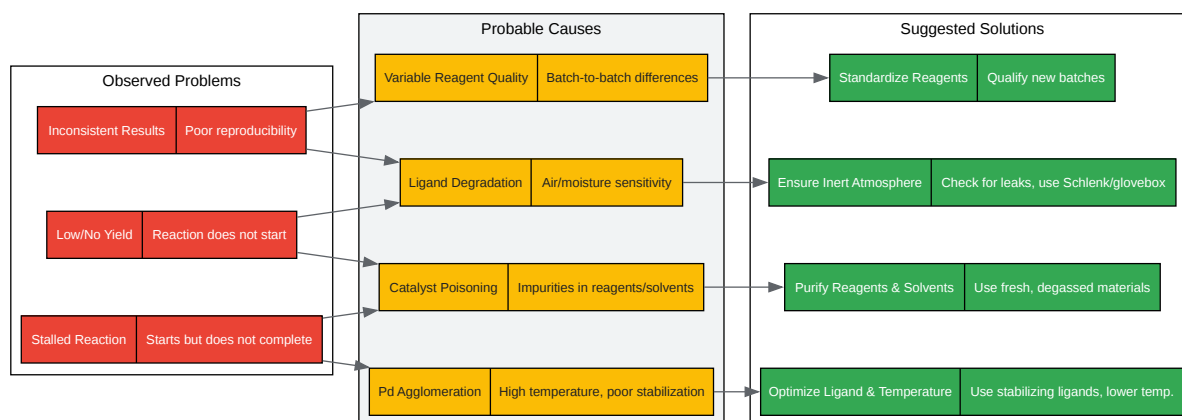 Observed Problems
Inconsistent Results
Poor reproducibility
Low/No Yield
Reaction does not start
Stalled Reaction
Starts but does not complete
Probable Causes
Variable Reagent Quality
Batch-to-batch differences
Ligand Degradation
Air/moisture sensitivity
Catalyst Poisoning
Impurities in reagents/solvents
Pd Agglomeration
High temperature, poor stabilization
Suggested Solutions
Standardize Reagents
Qualify new batches
Ensure Inert Atmosphere
Check for leaks, use Schlenk/glovebox
Purify Reagents & Solvents
Use fresh, degassed materials
Optimize Ligand & Temperature
Use stabilizing ligands, lower temp.